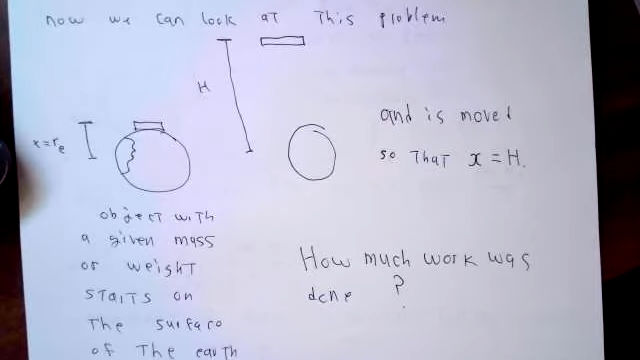 now we can look at this problem
H
x=re
and is moved
so that x=H.
object with
a given mass
or weight
starts on
the surface
of the earth
How much work was
done ?